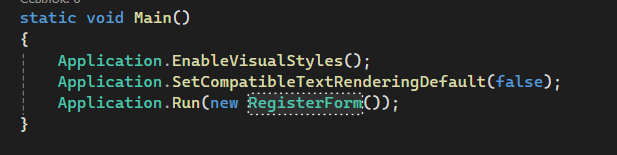 static void Main()
{
Application.EnableVisualStyles();
Application.SetCompatibleTextRenderingDefault(false);
Application.Run(new RegisterForm());
}